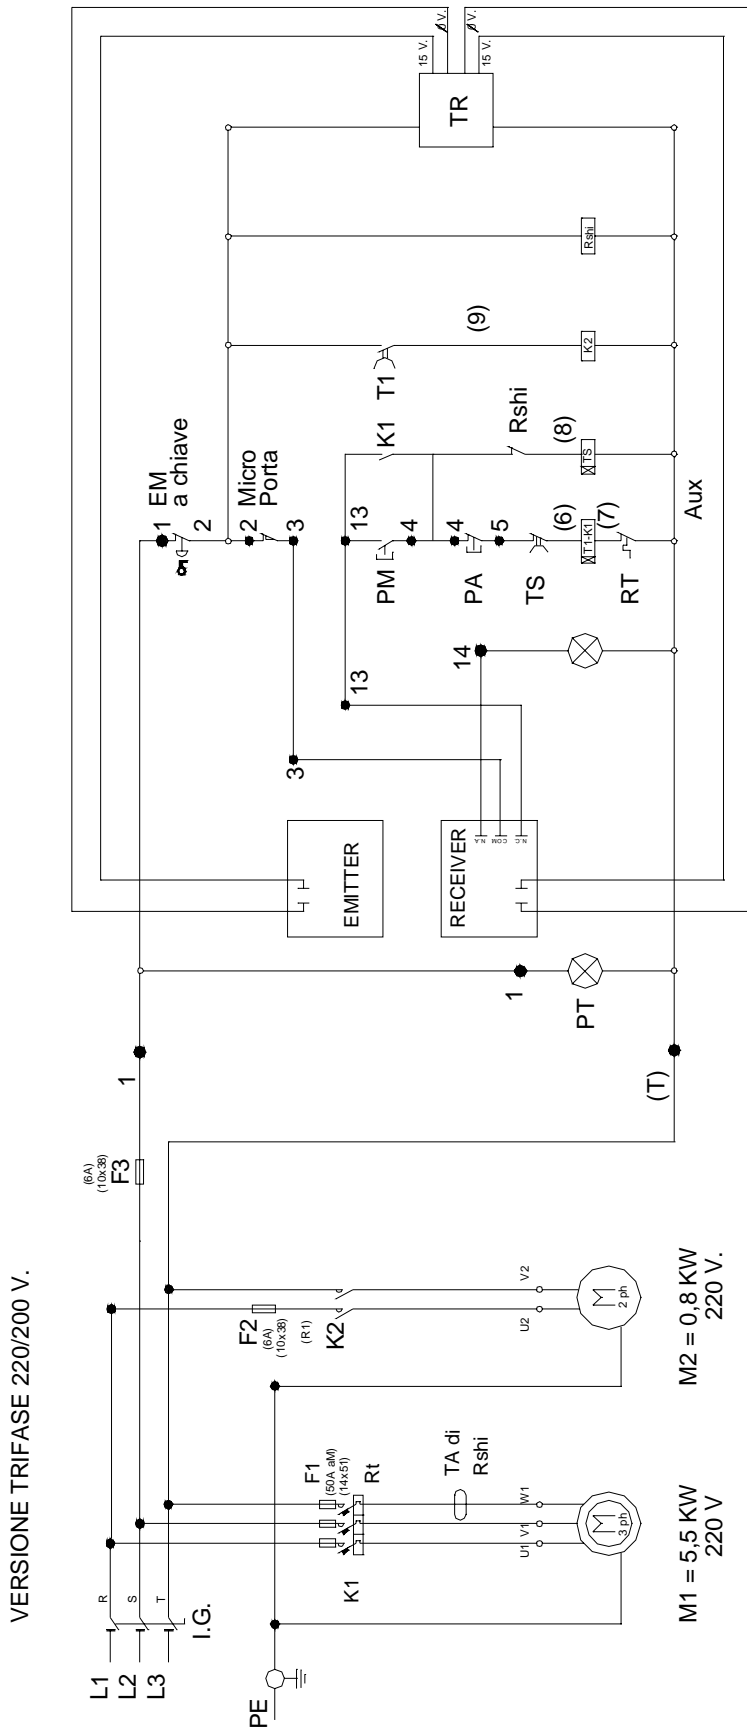 VERSIONE TRIFASE 220/200 V.
L1
L2
L3
R
S
T
I.G.
PE
K1
F1
(50A aM)
(14x51)
Rt
TA di
Rshi
U1
V1
W1
M
3 ph
M1 = 5,5 KW
220 V
F2
(6A)
(10x38)
(R1)
K2
U2
V2
M
2 ph
M2 = 0,8 KW
220 V.
(6A)
(10x38)
F3
1
(T)
1
PT
EMITTER
RECEIVER
N.A.
COM
N.C.
3
13
14
1
EM
a chiave
2
2
Micro
Porta
3
13
PM
4
4
PA
5
TS
(6)
T1-K1
(7)
RT
K1
Rshi
(8)
TS
Aux
T1
(9)
K2
Rshi
TR
15 V.
0 V.
0 V.
15 V.